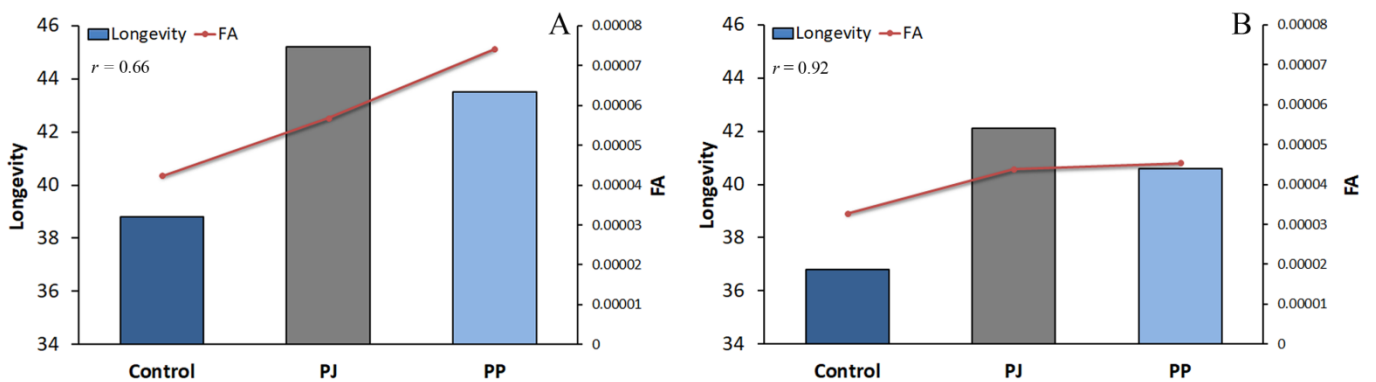 A
Longevity FA
r = 0.66
46
44
42
40
38
36
34
Longevity
0.00008
0.00007
0.00006
0.00005
0.00004
0.00003
0.00002
0.00001
0
FA
Control PJ PP
B
Longevity FA
r = 0.92
46
44
42
40
38
36
34
Longevity
0.00008
0.00007
0.00006
0.00005
0.00004
0.00003
0.00002
0.00001
0
FA
Control PJ PP